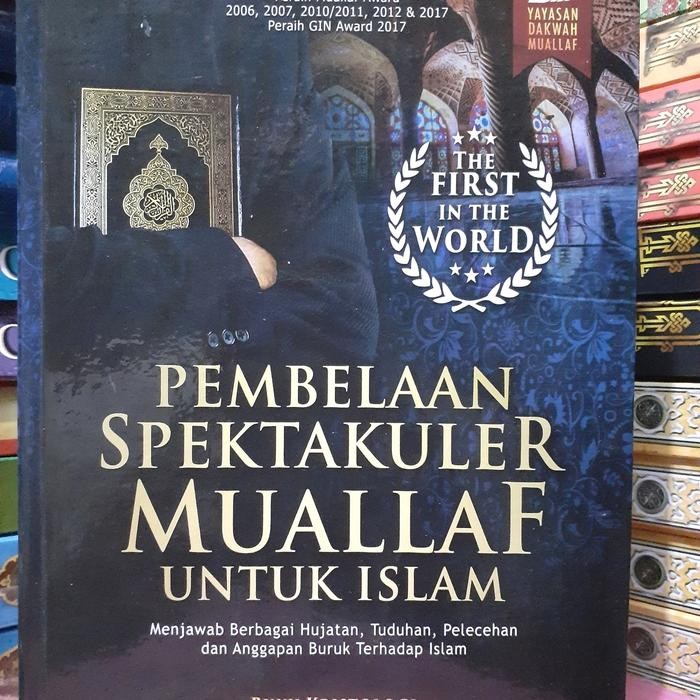 2006, 2007, 2010/2011, 2012 & 2017
Peraih GIN Award 2017
YAYASAN
DAKWAH
MUALLAF
THE
FIRST
IN THE
WORLD
PEMBELAAN
SPEKTAKULER
MUALLAF
UNTUK ISLAM
Menjawab Berbagai Hujatan, Tuduhan, Pelecehan
dan Anggapan Buruk Terhadap Islam